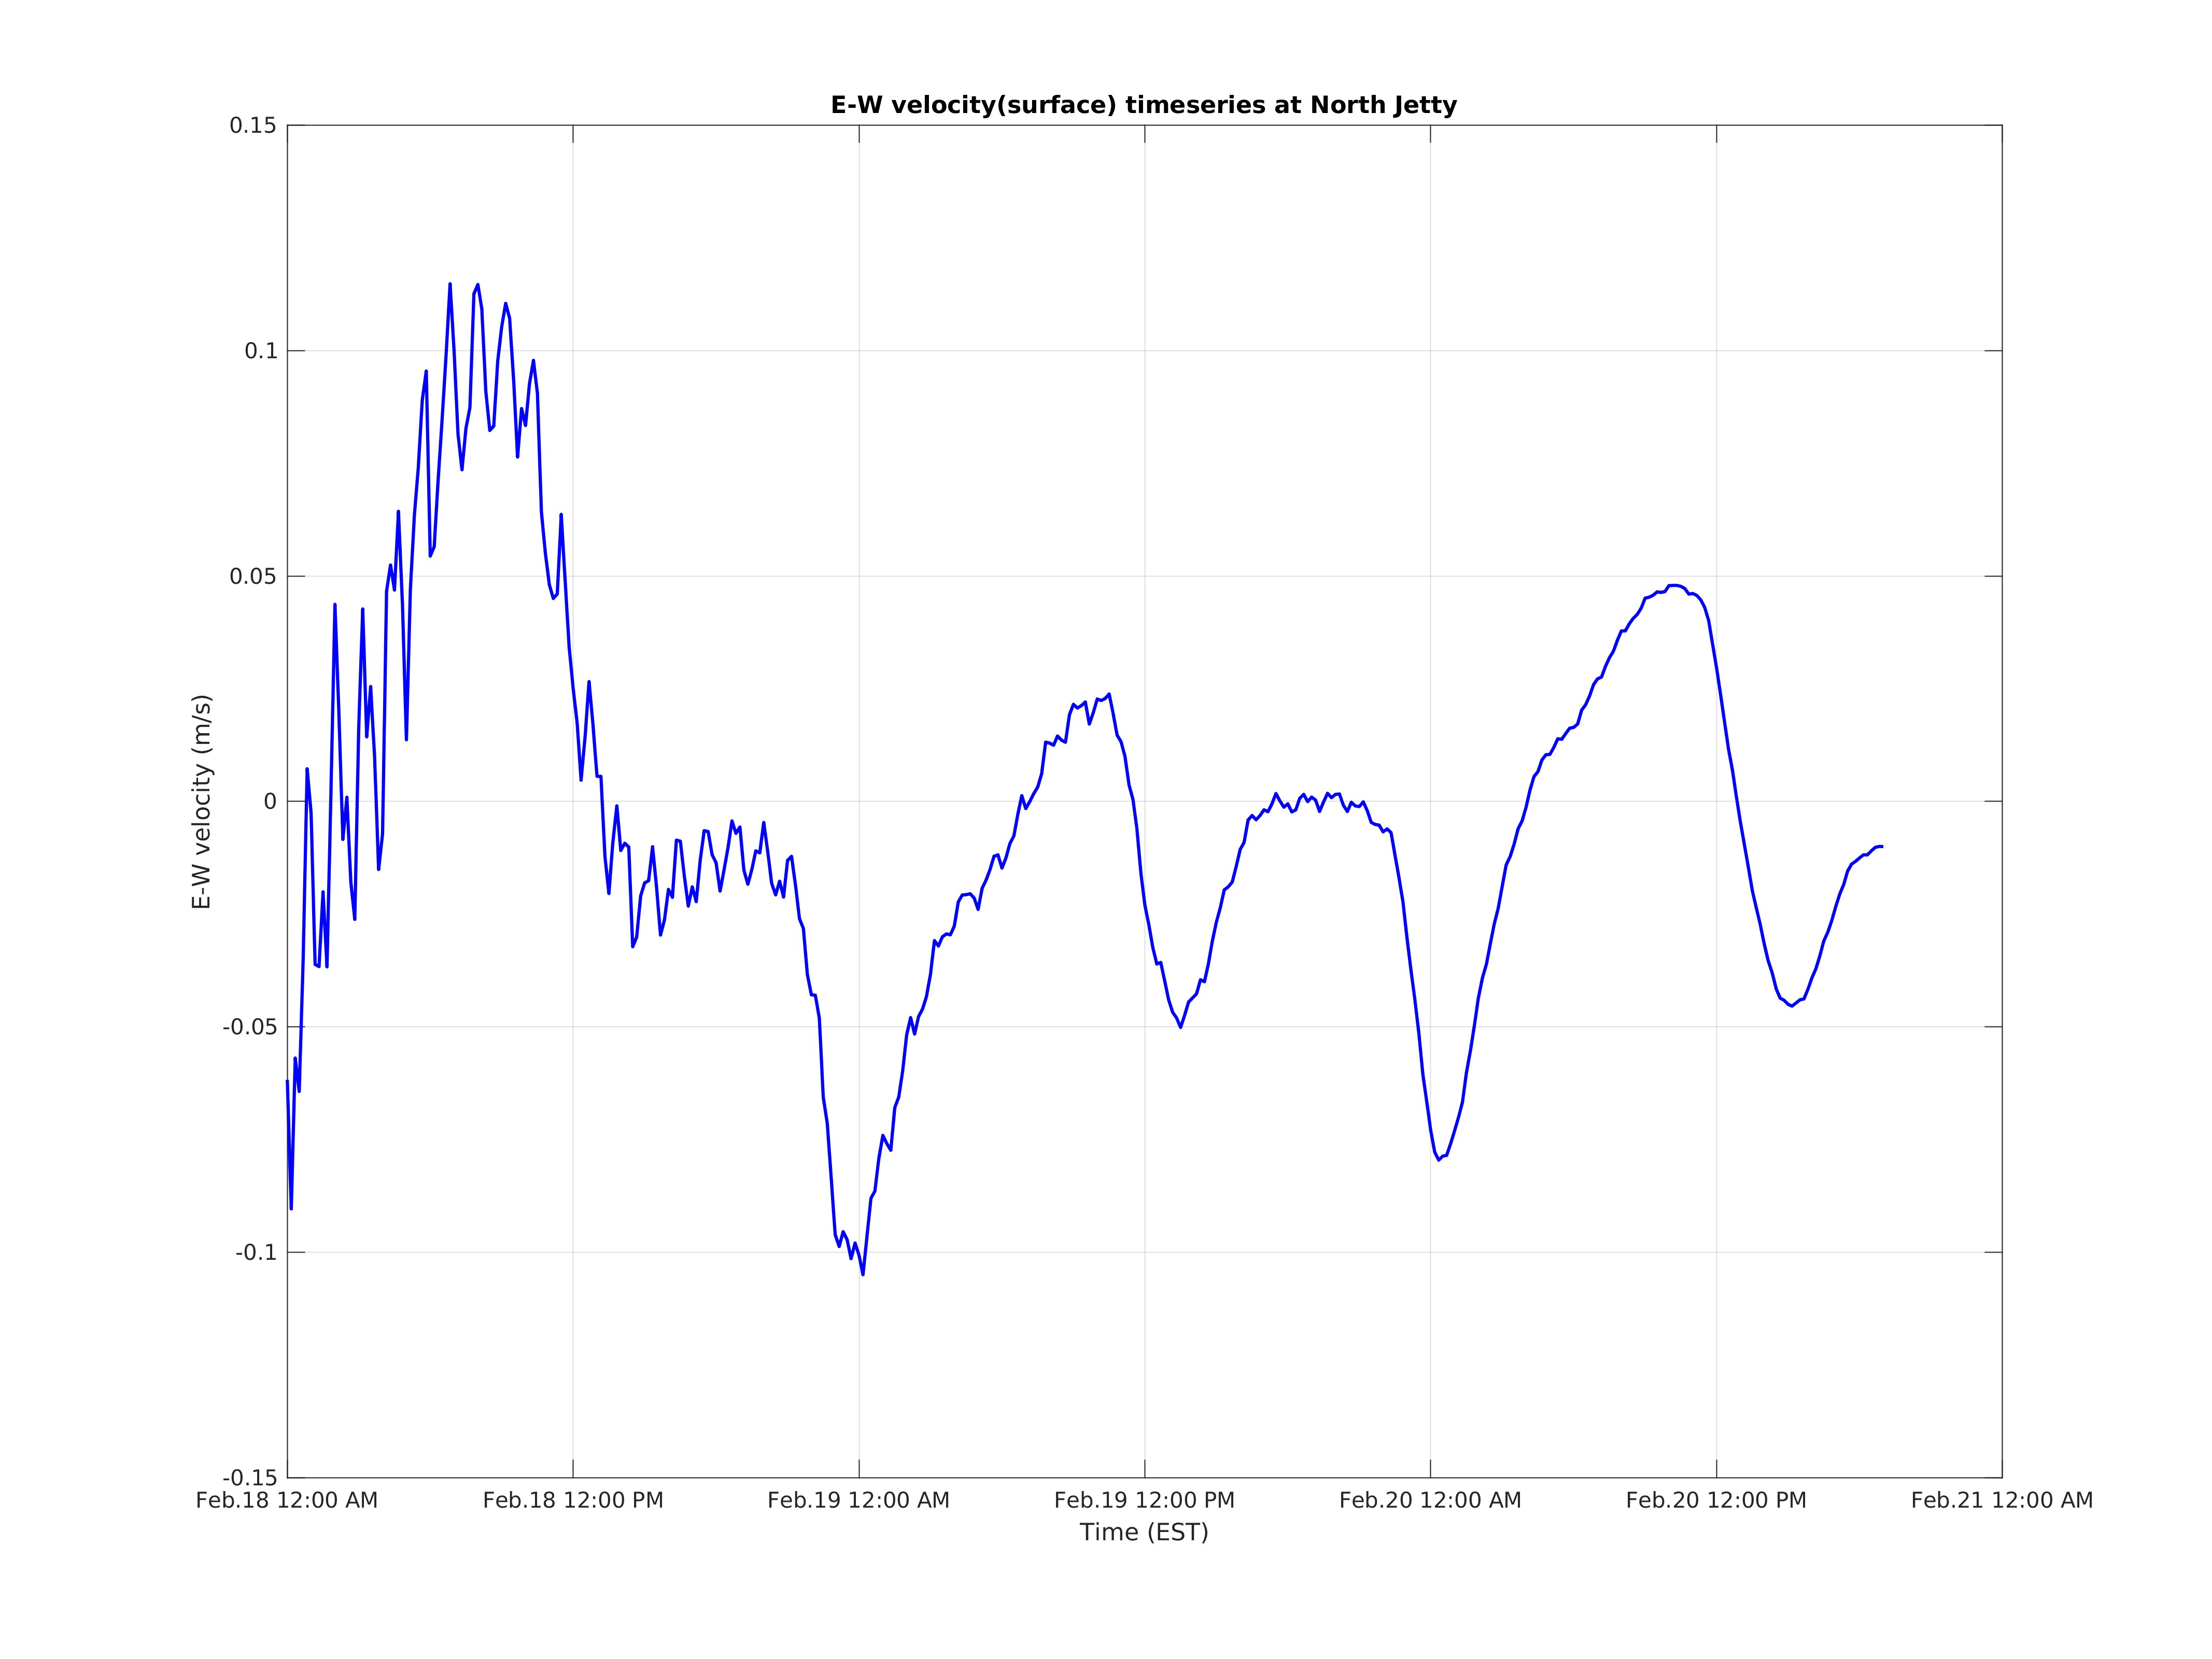 E-W velocity(surface) timeseries at North Jetty
0.15
0.1
0.05
0
-0.05
-0.1
-0.15
E-W velocity (m/s)
Feb.18 12:00 AM Feb.18 12:00 PM Feb.19 12:00 AM Feb.19 12:00 PM Feb.20 12:00 AM Feb.20 12:00 PM Feb.21 12:00 AM
Time (EST)